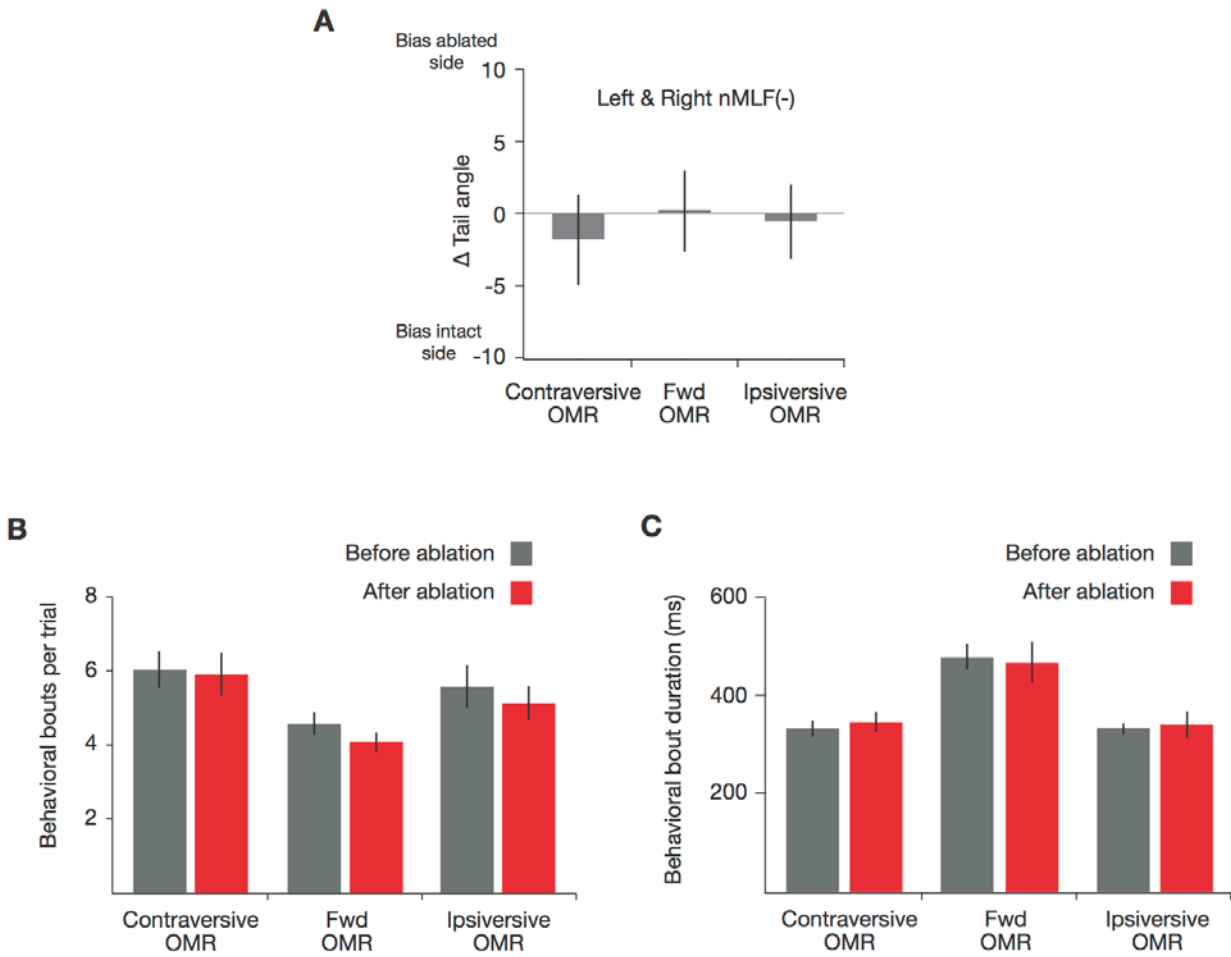 A
Bias ablated
side
10
Left & Right nMLF(-)
5
Δ Tail angle
0
-5
Bias intact
side
-10
Contraversive
OMR
Fwd
OMR
Ipsiversive
OMR
B
Before ablation
After ablation
Behavioral bouts per trial
8
6
4
2
Contraversive
OMR
Fwd
OMR
Ipsiversive
OMR
C
Before ablation
After ablation
Behavioral bout duration (ms)
600
400
200
Contraversive
OMR
Fwd
OMR
Ipsiversive
OMR